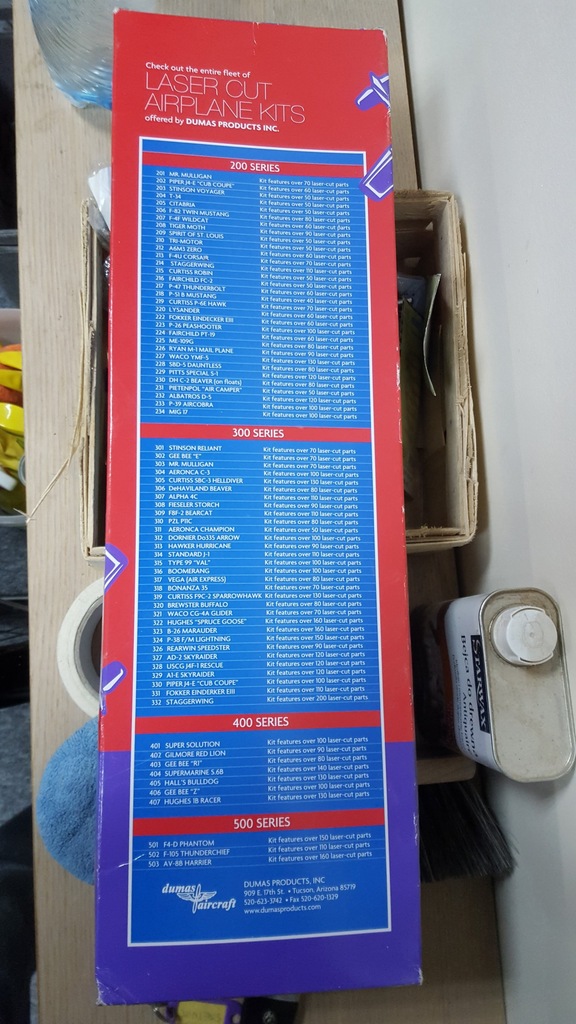 Check out the entire fleet of
LASER CUT
AIRPLANE KITS
offered by DUMAS PRODUCTS INC.
200 SERIES
201 MR. MULLIGAN Kit features over 70 laser-cut parts
202 PIPER J4-E "CUB COUPE" Kit features over 60 laser-cut parts
203 STINSON VOYAGER Kit features over 50 laser-cut parts
204 T-34 Kit features over 50 laser-cut parts
205 CITABRIA Kit features over 50 laser-cut parts
206 F-82 TWIN MUSTANG Kit features over laser-cut parts
207 F-4F WILDCAT Kit features over laser-cut parts
208 TIGER MOTH Kit features over laser-cut parts
209 SPIRIT OF ST. LOUIS Kit features over laser-cut parts
210 TRI-MOTOR Kit features over laser-cut parts
212 A6M3 ZERO Kit features over laser-cut parts
213 F-4U CORSAIR Kit features over laser-cut parts
214 STAGGERWING Kit features over laser-cut parts
215 CURTISS ROBIN Kit features over laser-cut parts
216 FAIRCHILD FC-2 Kit features over laser-cut parts
217 P-47 THUNDERBOLT Kit features over laser-cut parts
218 P-51 B MUSTANG Kit features over laser-cut parts
219 CURTISS P-6E HAWK Kit features over laser-cut parts
220 LYSANDER Kit features over laser-cut parts
222 FOKKER EINDECKER EIII Kit features over laser-cut parts
223 P-26 PEASHOOTER Kit features over laser-cut parts
224 FAIRCHILD PT-19 Kit features over laser-cut parts
225 ME-109G Kit features over laser-cut parts
226 RYAN M-1 MAIL PLANE Kit features over laser-cut parts
227 WACO YMF-5 Kit features over laser-cut parts
228 SBD-5 DAUNTLESS Kit features over laser-cut parts
229 PITTS SPECIAL S-1 Kit features over laser-cut parts
230 DH C-2 BEAVER (on floats) Kit features over laser-cut parts
231 PIETENPOL "AIR CAMPER" Kit features over laser-cut parts
232 ALBATROS D-5 Kit features over laser-cut parts
233 P-39 AIRCOBRA Kit features over 100 laser-cut parts
234 MIG 17 Kit features over 100 laser-cut parts
300 SERIES
301 STINSON RELIANT Kit features over 70 laser-cut parts
302 GEE BEE "E" Kit features over 70 laser-cut parts
303 MR. MULLIGAN Kit features over 70 laser-cut parts
304 AERONCA C-3 Kit features over 100 laser-cut parts
305 CURTISS SBC-3 HELLDIVER Kit features over 130 laser-cut parts
306 DeHAVILAND BEAVER Kit features over 80 laser-cut parts
307 ALPHA 4C Kit features over 100 laser-cut parts
308 FIESELER STORCH Kit features over 110 laser-cut parts
309 F8F-2 BEARCAT Kit features over 80 laser-cut parts
310 PZL P11C Kit features over 80 laser-cut parts
311 AERONCA CHAMPION Kit features over 50 laser-cut parts
312 DORNIER Do335 ARROW Kit features over 100 laser-cut parts
313 HAWKER HURRICANE Kit features over 90 laser-cut parts
314 STANDARD J-1 Kit features over 110 laser-cut parts
315 TYPE 99 "VAL" Kit features over 100 laser-cut parts
316 BOOMERANG Kit features over 100 laser-cut parts
317 VEGA (AIR EXPRESS) Kit features over 80 laser-cut parts
318 BONANZA 35 Kit features over 70 laser-cut parts
319 CURTISS F9C-2 SPARROWHAWK Kit features over 130 laser-cut parts
320 BREWSTER BUFFALO Kit features over 80 laser-cut parts
321 WACO CG-4A GLIDER Kit features over 70 laser-cut parts
322 HUGHES "SPRUCE GOOSE" Kit features over 160 laser-cut parts
323 B-26 MARAUDER Kit features over 160 laser-cut parts
324 P-38 F/M LIGHTNING Kit features over 150 laser-cut parts
326 REARWIN SPEEDSTER Kit features over 90 laser-cut parts
327 AD-2 SKYRAIDER Kit features over 120 laser-cut parts
328 USCG J4F-1 RESCUE Kit features over 120 laser-cut parts
329 A1-E SKYRAIDER Kit features over 120 laser-cut parts
330 PIPER J4-E "CUB COUPE" Kit features over 100 laser-cut parts
331 FOKKER EINDERKER EIII Kit features over 110 laser-cut parts
332 STAGGERWING Kit features over 200 laser-cut parts
400 SERIES
401 SUPER SOLUTION Kit features over 100 laser-cut parts
402 GILMORE RED LION Kit features over 90 laser-cut parts
403 GEE BEE "R1" Kit features over 80 laser-cut parts
404 SUPERMARINE S.6B Kit features over 140 laser-cut parts
405 HALL'S BULLDOG Kit features over 130 laser-cut parts
406 GEE BEE "Z" Kit features over 100 laser-cut parts
407 HUGHES 1B RACER Kit features over 130 laser-cut parts
500 SERIES
501 F4-D PHANTOM Kit features over 150 laser-cut parts
502 F-105 THUNDERCHIEF Kit features over 110 laser-cut parts
503 AV-8B HARRIER Kit features over 160 laser-cut parts
dumas aircraft
DUMAS PRODUCTS, INC
909 E. 17th St. • Tucson, Arizona 85719
520-623-3742 • Fax 520-620-1329
www.dumasproducts.com
STARWAX